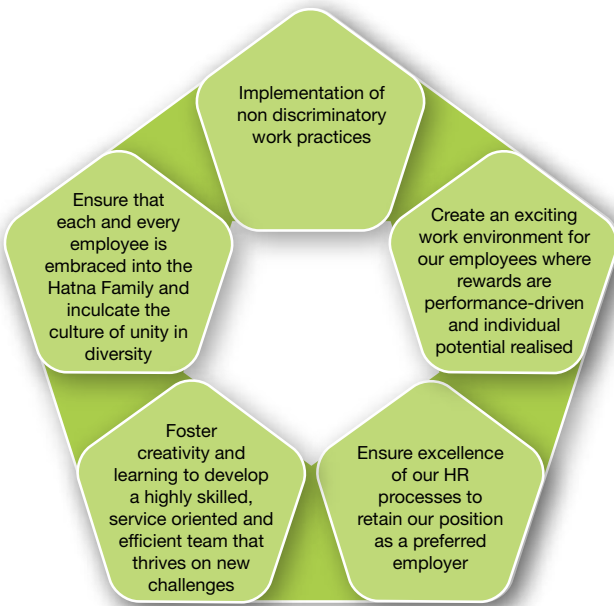 Implementation of
non discriminatory
work practices
Create an exciting
work environment for
our employees where
rewards are
performance-driven
and individual
potential realised
Ensure excellence
of our HR
processes to
retain our position
as a preferred
employer
Foster
creativity and
learning to develop
a highly skilled,
service oriented and
efficient team that
thrives on new
challenges
Ensure that
each and every
employee is
embraced into the
Hatna Family and
inculcate the
culture of unity in
diversity